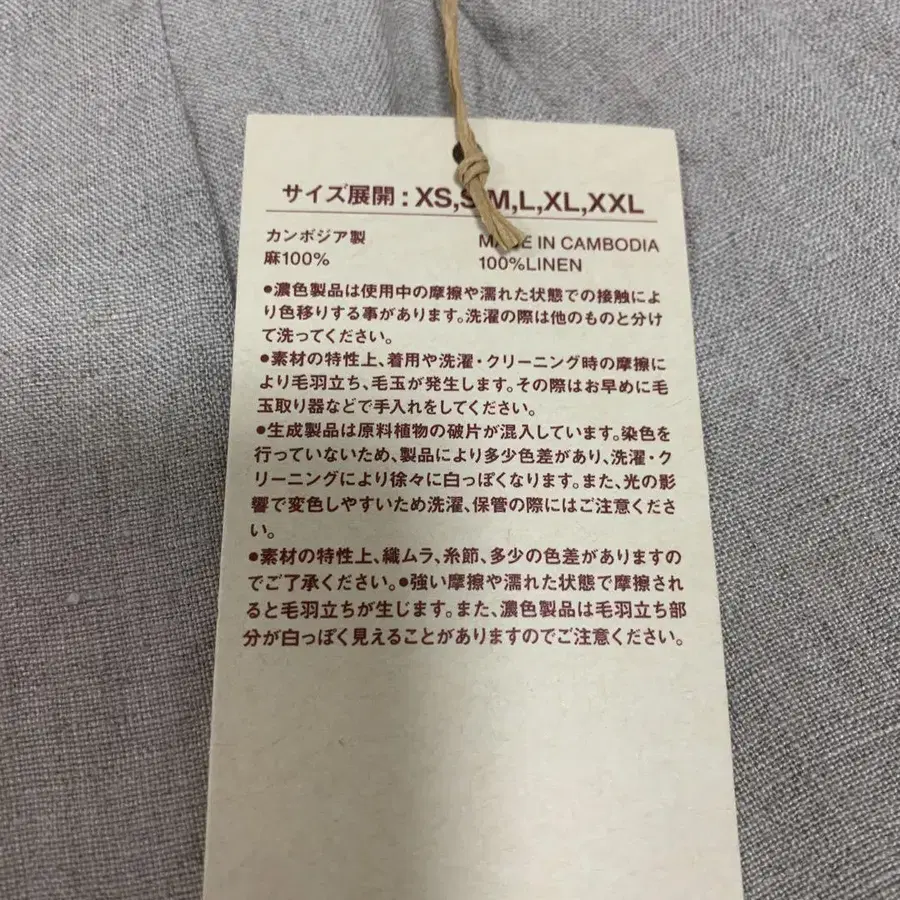 サイズ展開：XS,S,M,L,XL,XXL
カンボジア製
麻100%
MADE IN CAMBODIA
100%LINEN
●濃色製品は使用中の摩擦や濡れた状態での接触によ
り色移りする事があります。洗濯の際は他のものと分け
て洗ってください。
●素材の特性上、着用や洗濯・クリーニング時の摩擦に
より毛羽立ち、毛玉が発生します。その際はお早めに毛
玉取り器などで手入れをしてください。
●生成製品は原料植物の破片が混入しています。染色を
行っていないため、製品により多少色差があり、洗濯・ク
リーニングにより徐々に白っぽくなります。また、光の影
響で変色しやすいため洗濯、保管の際にはご注意くださ
い。
●素材の特性上、織ムラ、糸節、多少の色差がありますの
でご了承ください。●強い摩擦や濡れた状態で摩擦され
ると毛羽立ちが生じます。また、濃色製品は毛羽立ち部
分が白っぽく見えることがありますのでご注意ください。